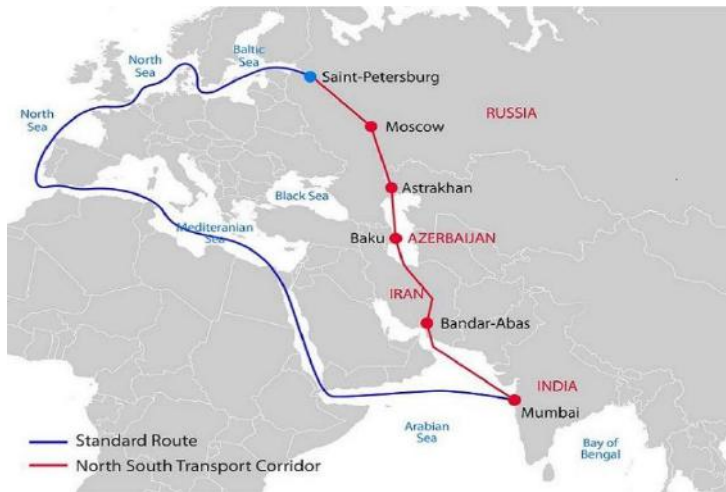 North
Sea
Baltic
Sea
Saint-Petersburg
North
Sea
RUSSIA
Moscow
Astrakhan
Black Sea
Mediteranian
Sea
Baku
AZERBAIJAN
IRAN
Bandar-Abas
INDIA
Mumbai
Arabian
Sea
Bay of
Bengal
Standard Route
North South Transport Corridor